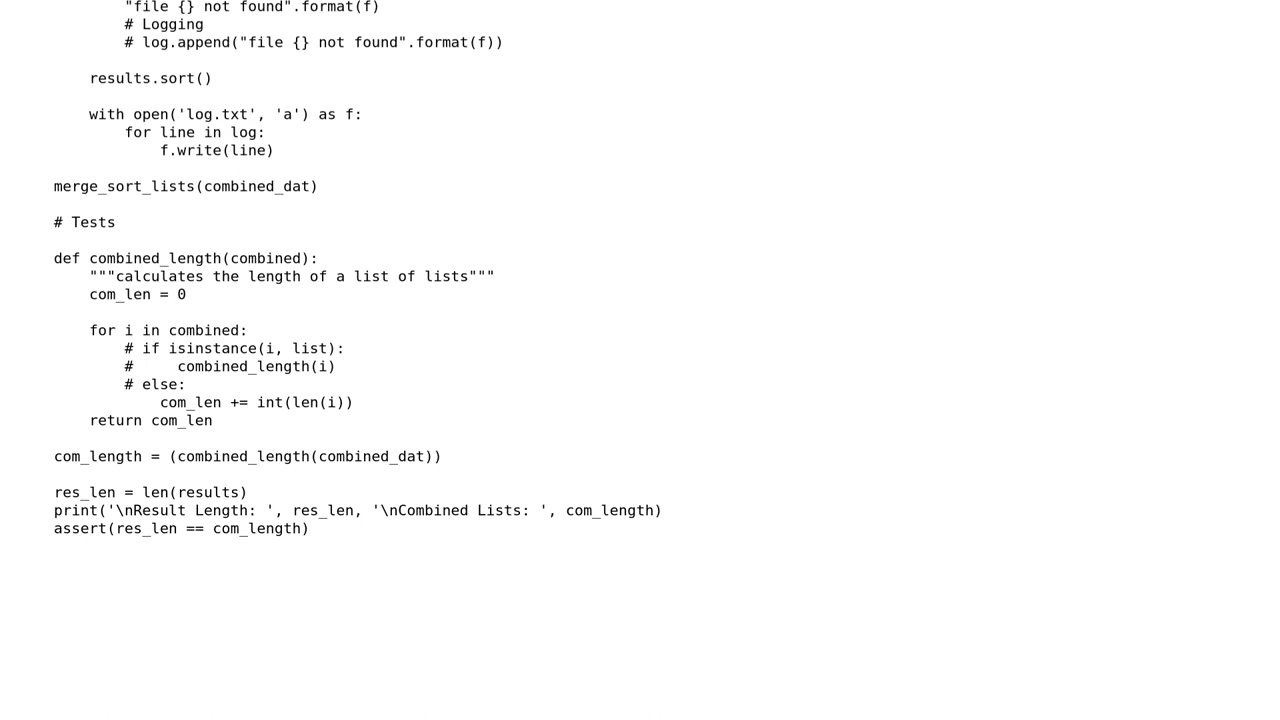 "file {} not found".format(f)
# Logging
# log.append("file {} not found".format(f))
results.sort()
with open('log.txt', 'a') as f:
for line in log:
f.write(line)
merge_sort_lists(combined_dat)
# Tests
def combined_length(combined):
"""calculates the length of a list of lists"""
com_len = 0
for i in combined:
# if isinstance(i, list):
#     combined_length(i)
# else:
com_len += int(len(i))
return com_len
com_length = (combined_length(combined_dat))
res_len = len(results)
print('\nResult Length: ', res_len, '\nCombined Lists: ', com_length)
assert(res_len == com_length)